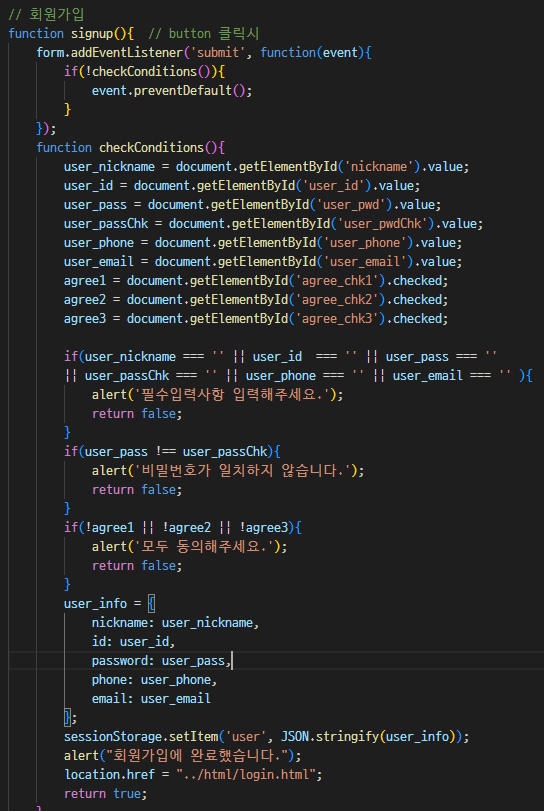 // 회원가입
function signup(){  // button 클릭시
    form.addEventListener('submit', function(event){
        if(!checkConditions()){
            event.preventDefault();
        }
    });
    function checkConditions(){
        user_nickname = document.getElementById('nickname').value;
        user_id = document.getElementById('user_id').value;
        user_pass = document.getElementById('user_pwd').value;
        user_passChk = document.getElementById('user_pwdChk').value;
        user_phone = document.getElementById('user_phone').value;
        user_email = document.getElementById('user_email').value;
        agree1 = document.getElementById('agree_chk1').checked;
        agree2 = document.getElementById('agree_chk2').checked;
        agree3 = document.getElementById('agree_chk3').checked;

        if(user_nickname === '' || user_id  === '' || user_pass === ''
        || user_passChk === '' || user_phone === '' || user_email === '' ){
            alert('필수입력사항 입력해주세요.');
            return false;
        }
        if(user_pass !== user_passChk){
            alert('비밀번호가 일치하지 않습니다.');
            return false;
        }
        if(!agree1 || !agree2 || !agree3){
            alert('모두 동의해주세요.');
            return false;
        }
        user_info = {
            nickname: user_nickname,
            id: user_id,
            password: user_pass,
            phone: user_phone,
            email: user_email
        };
        sessionStorage.setItem('user', JSON.stringify(user_info));
        alert("회원가입에 완료했습니다.");
        location.href = "../html/login.html";
        return true;